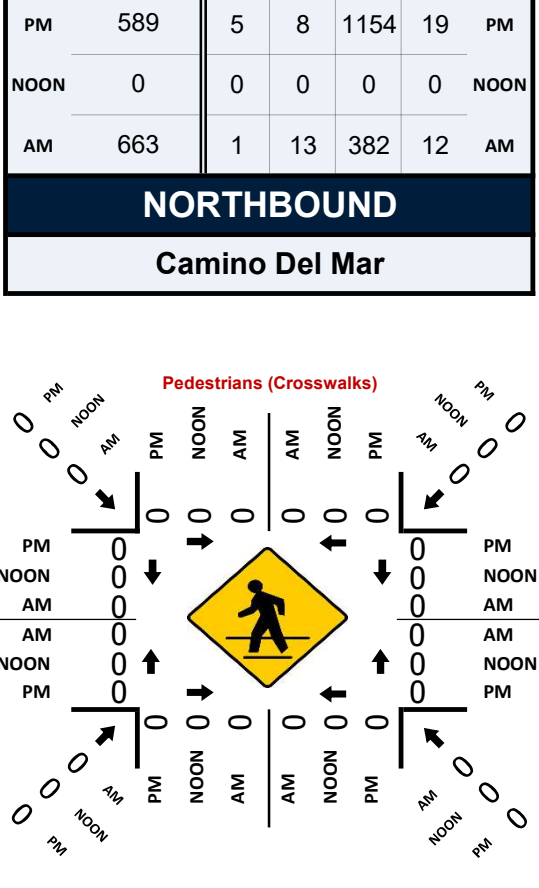 PM 589 5 8 1154 19 PM
NOON 0 0 0 0 0 NOON
AM 663 1 13 382 12 AM
NORTHBOUND
Camino Del Mar
Pedestrians (Crosswalks)
PM NOON AM
0 0 0
PM NOON AM AM NOON PM
PM NOON AM
0 0 0
0 0 0 0 0 0
PM 0 0 PM
NOON 0 0 NOON
AM 0 0 AM
AM 0 0 AM
NOON 0 0 NOON
PM 0 0 PM
0 0 0 0 0 0
0 0 0
AM NOON PM
PM NOON AM AM NOON PM
0 0 0
AM NOON PM